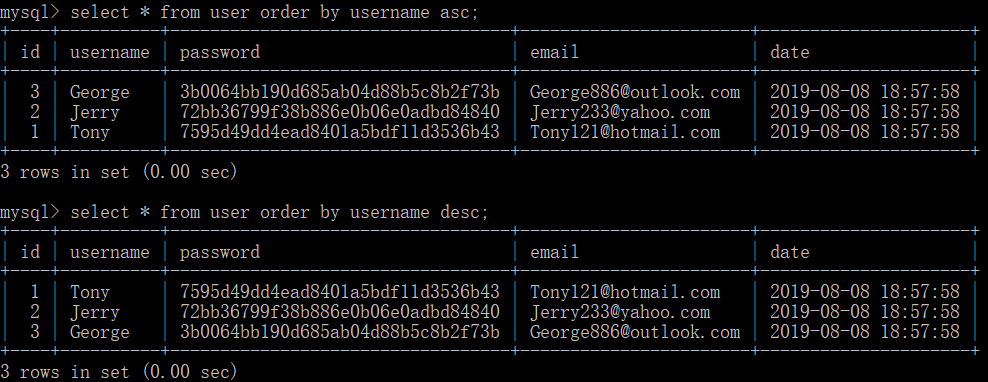 mysql> select * from user order by username asc;
+----+----------+----------------------------------+------------------------+---------------------+
| id | username | password                         | email                  | date                |
+----+----------+----------------------------------+------------------------+---------------------+
|  3 | George   | 3b0064bb190d685ab04d88b5c8b2f73b | George886@outlook.com | 2019-08-08 18:57:58 |
|  2 | Jerry    | 72bb36799f38b886e0b06e0adbd84840 | Jerry233@yahoo.com    | 2019-08-08 18:57:58 |
|  1 | Tony     | 7595d49dd4ead8401a5bdf11d3536b43 | Tony121@hotmail.com   | 2019-08-08 18:57:58 |
+----+----------+----------------------------------+------------------------+---------------------+
3 rows in set (0.00 sec)
mysql> select * from user order by username desc;
+----+----------+----------------------------------+------------------------+---------------------+
| id | username | password                         | email                  | date                |
+----+----------+----------------------------------+------------------------+---------------------+
|  1 | Tony     | 7595d49dd4ead8401a5bdf11d3536b43 | Tony121@hotmail.com   | 2019-08-08 18:57:58 |
|  2 | Jerry    | 72bb36799f38b886e0b06e0adbd84840 | Jerry233@yahoo.com    | 2019-08-08 18:57:58 |
|  3 | George   | 3b0064bb190d685ab04d88b5c8b2f73b | George886@outlook.com | 2019-08-08 18:57:58 |
+----+----------+----------------------------------+------------------------+---------------------+
3 rows in set (0.00 sec)